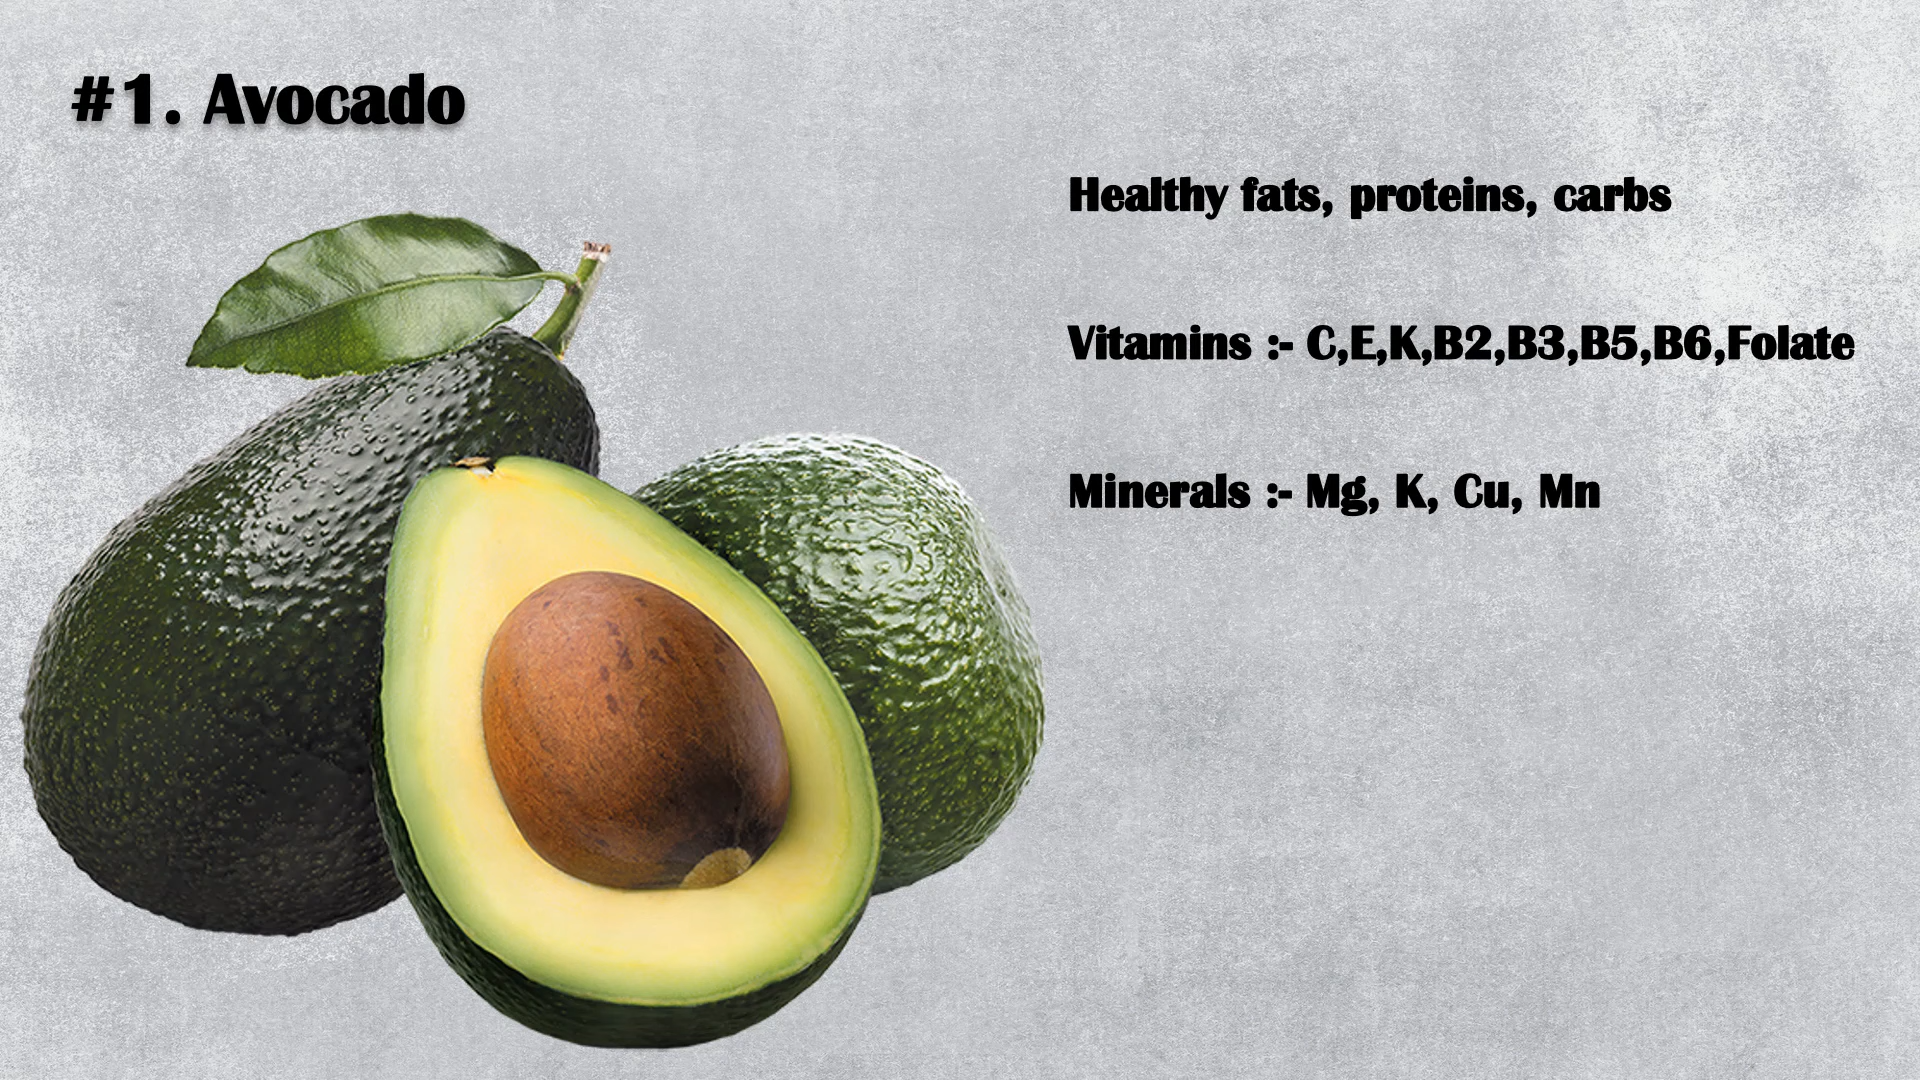 #1. Avocado
Healthy fats, proteins, carbs
Vitamins :- C,E,K,B2,B3,B5,B6,Folate
Minerals :- Mg, K, Cu, Mn